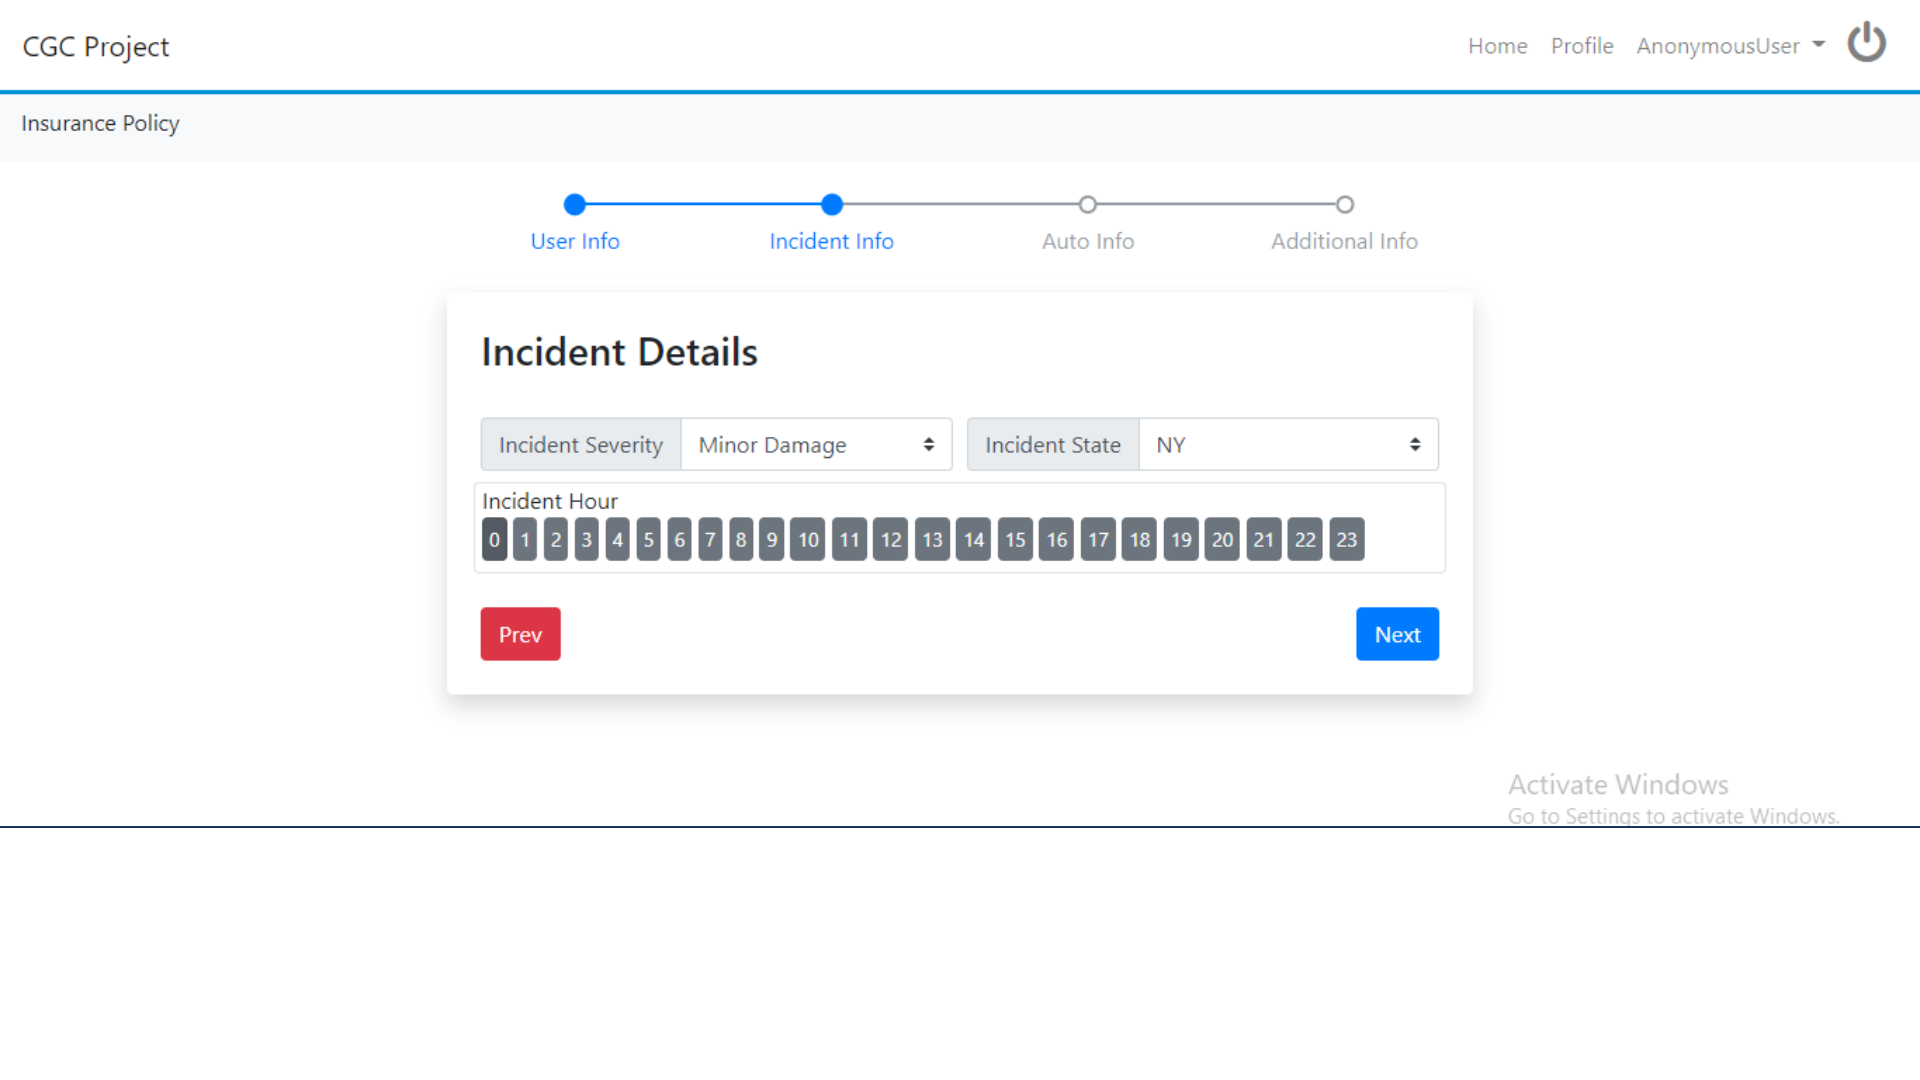 CGC Project
Home Profile AnonymousUser
Insurance Policy
User Info Incident Info Auto Info Additional Info
Incident Details
Incident Severity Minor Damage Incident State NY
Incident Hour
0 1 2 3 4 5 6 7 8 9 10 11 12 13 14 15 16 17 18 19 20 21 22 23
Prev Next
Activate Windows
Go to Settings to activate Windows.